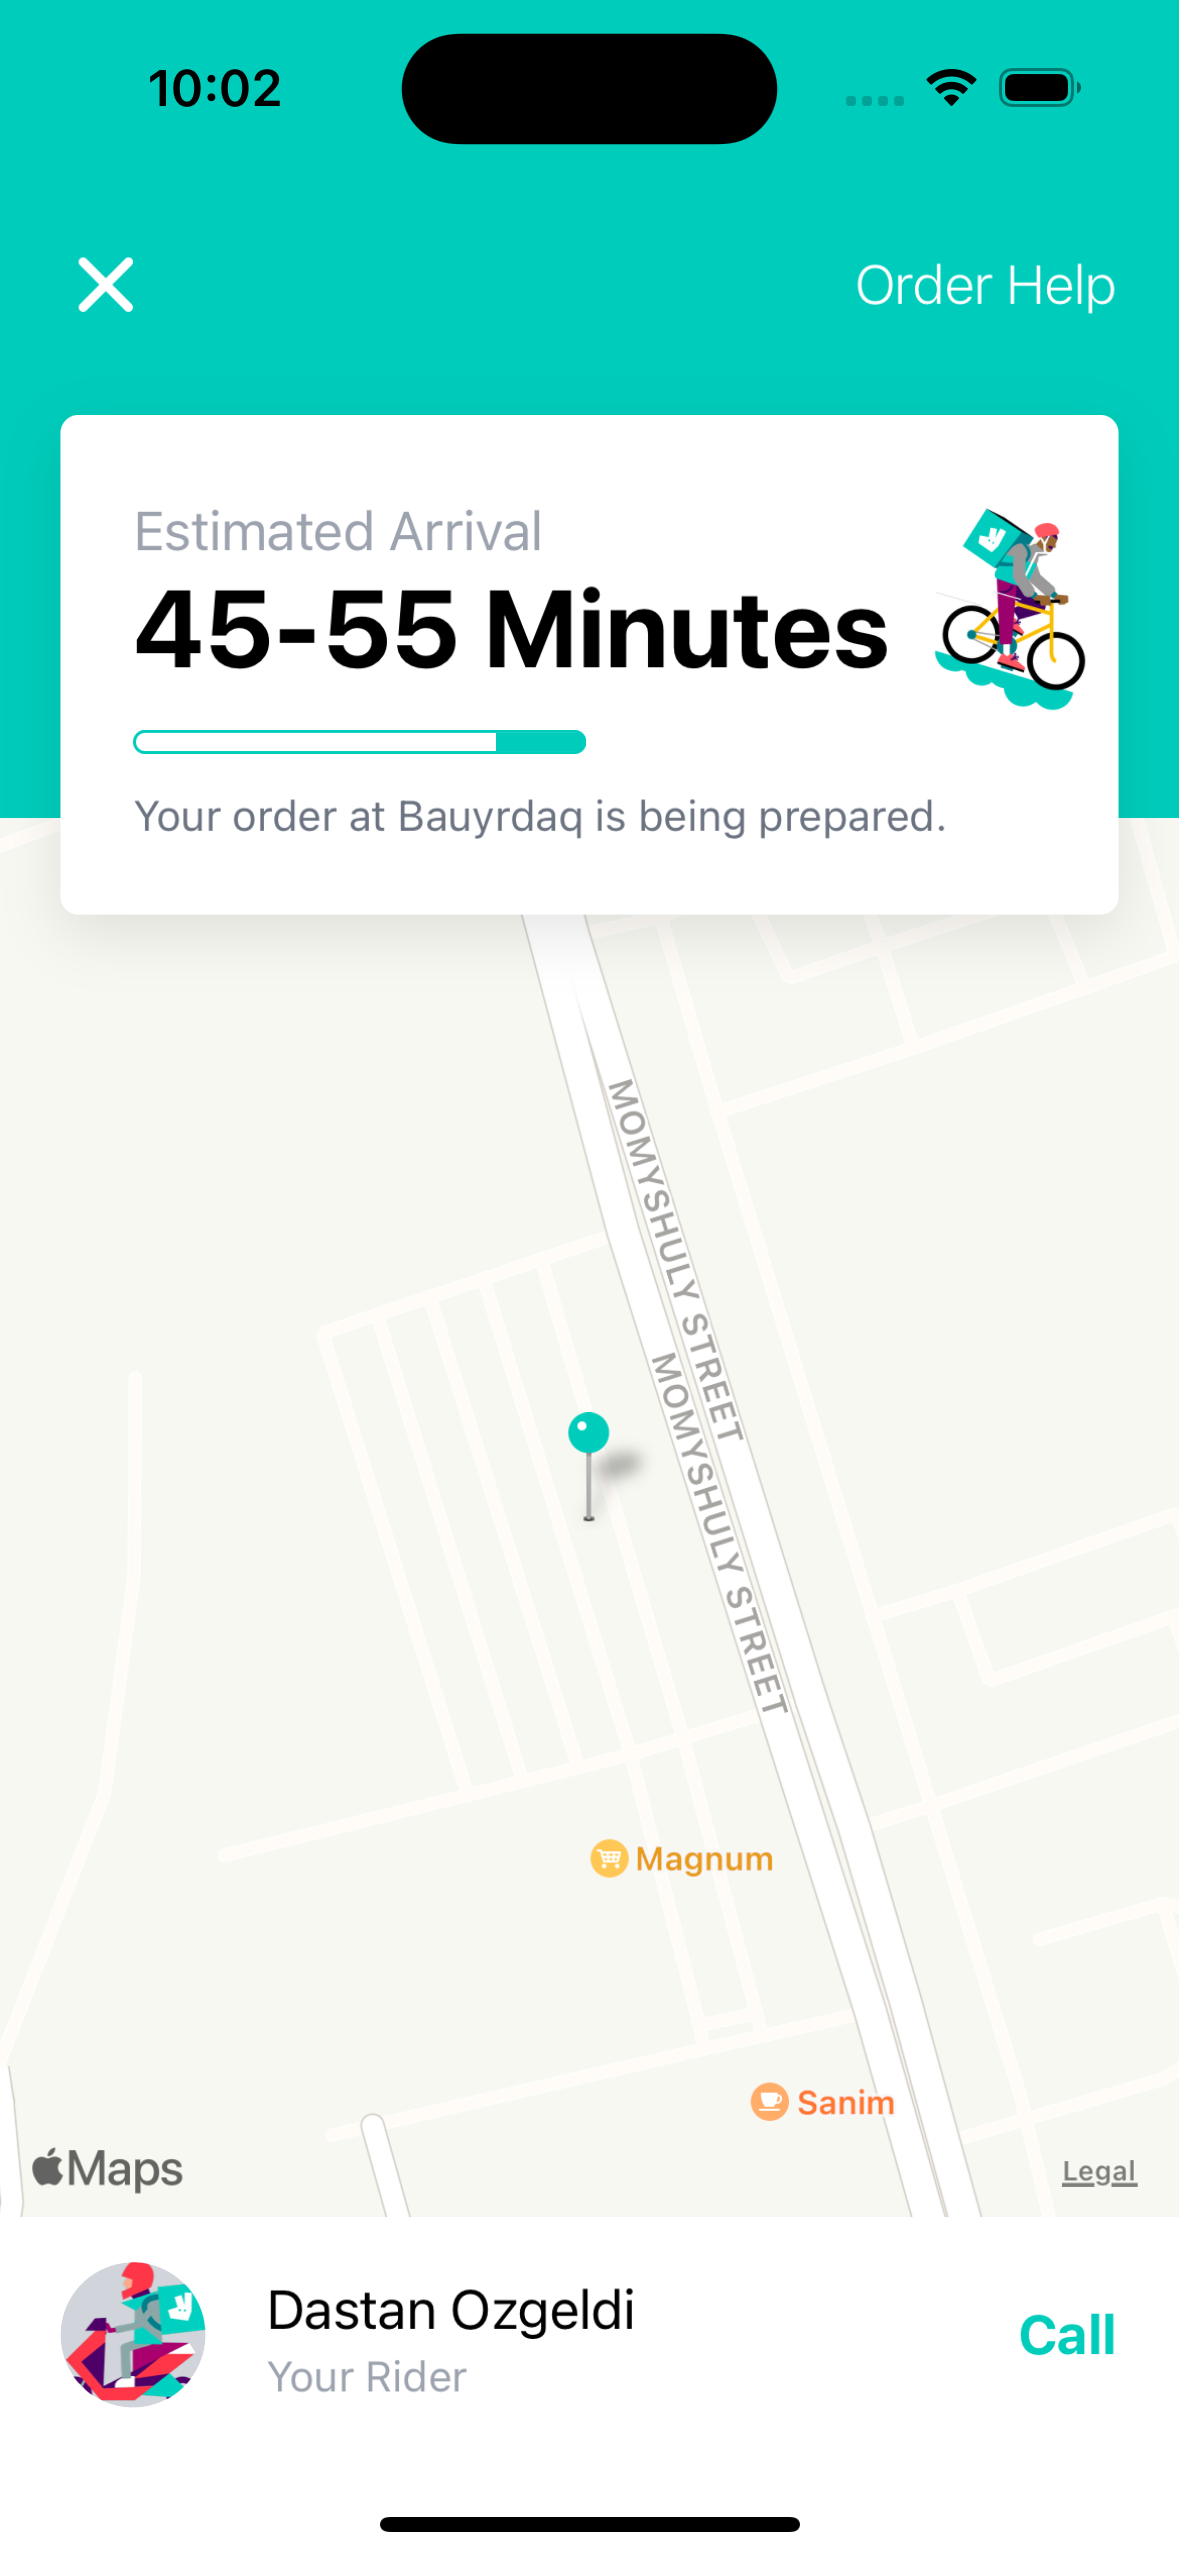 10:02
Order Help
Estimated Arrival
45-55 Minutes
Your order at Bauyrdaq is being prepared.
MOMYSHULY STREET
MOMYSHULY STREET
Magnum
Sanim
Maps
Legal
Dastan Ozgeldi
Your Rider
Call